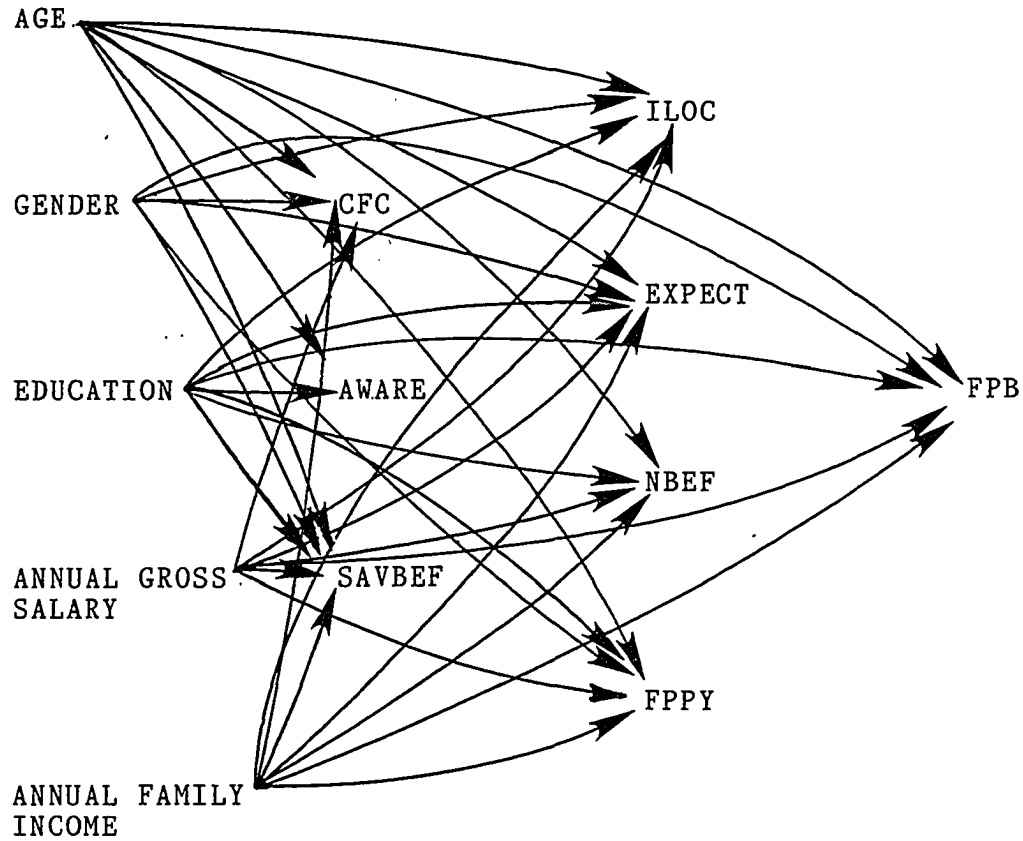 AGE
ILOC
GENDER
CFC
EXPECT
EDUCATION
AWARE
FPB
NBEF
ANNUAL GROSS
SALARY
SAVBEF
FPPY
ANNUAL FAMILY
INCOME